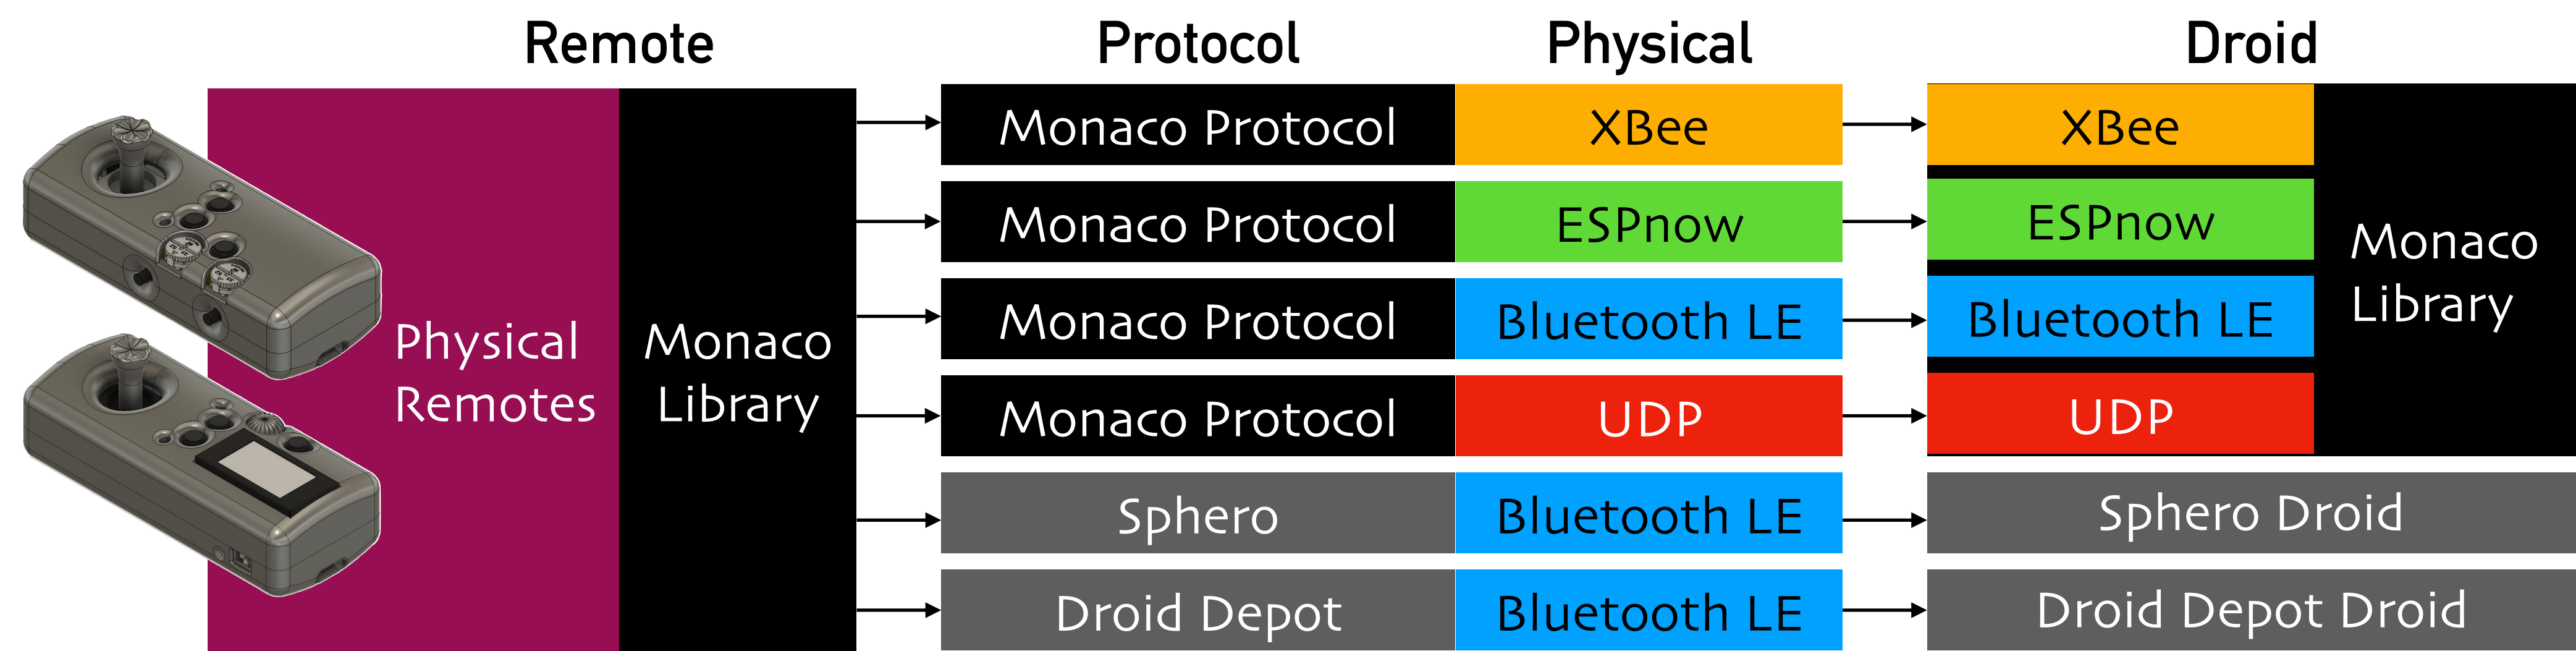 Remote
Protocol
Physical
Droid
Physical
Remotes
Monaco
Library
Monaco Protocol
XBee
XBee
Monaco Protocol
ESPnow
ESPnow
Monaco Protocol
Bluetooth LE
Bluetooth LE
Monaco Protocol
UDP
UDP
Monaco
Library
Sphero
Bluetooth LE
Sphero Droid
Droid Depot
Bluetooth LE
Droid Depot Droid